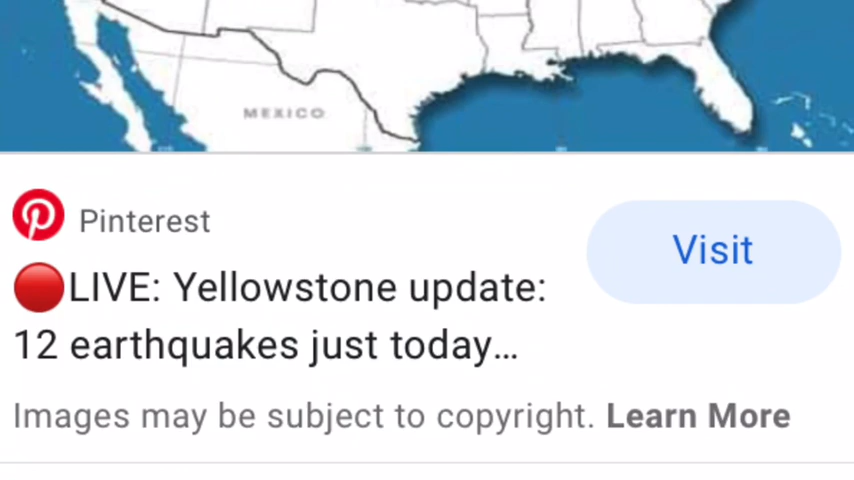 MEXICO
Pinterest
Visit
🔴LIVE: Yellowstone update:
12 earthquakes just today…
Images may be subject to copyright. Learn More